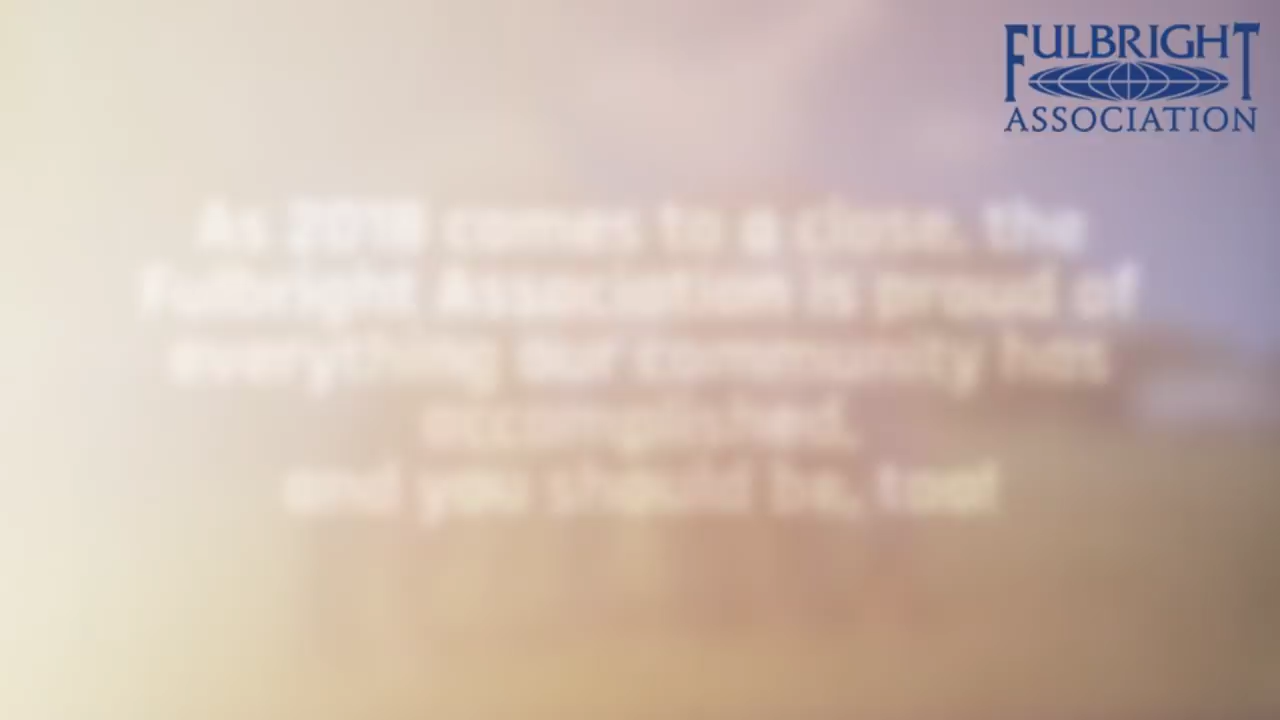 FULBRIGHT
ASSOCIATION
As 2018 comes to a close, the
Fulbright Association is proud of
everything our community has
accomplished,
and you should be, too!